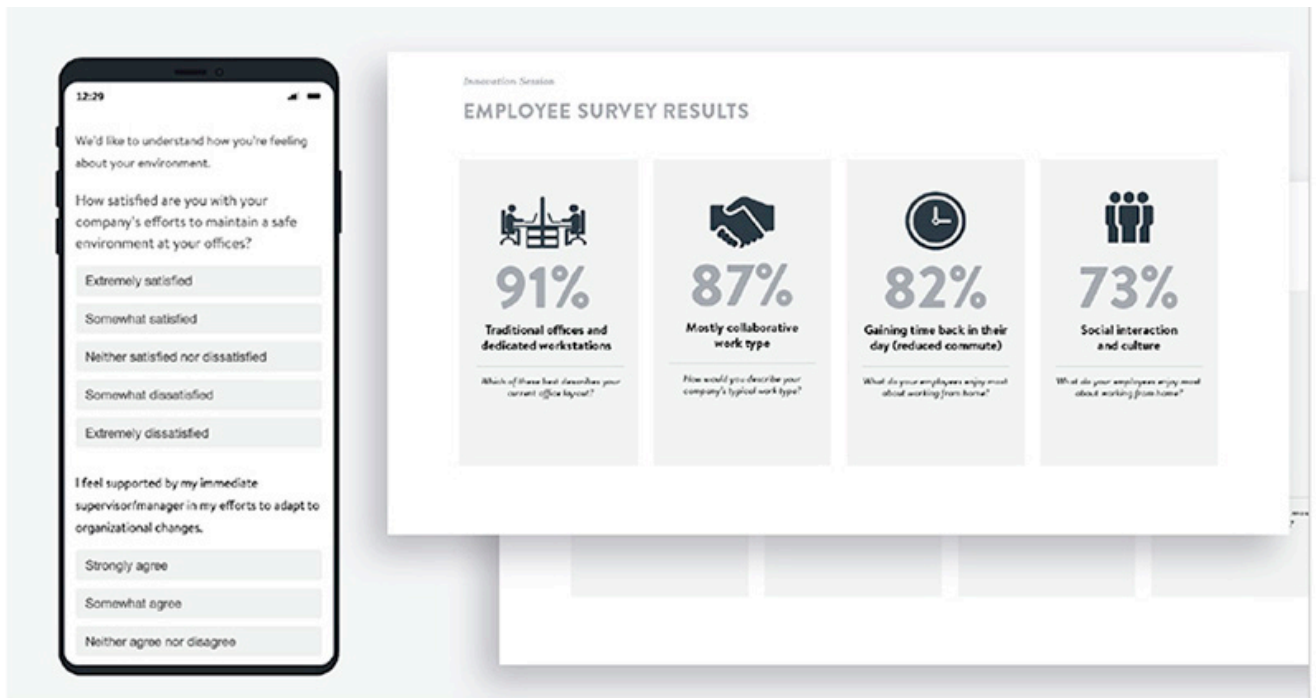 12:29
We'd like to understand how you're feeling
about your environment.
How satisfied are you with your
company's efforts to maintain a safe
environment at your offices?
Extremely satisfied
Somewhat satisfied
Neither satisfied nor dissatisfied
Somewhat dissatisfied
Extremely dissatisfied
I feel supported by my immediate
supervisor/manager in my efforts to adapt to
organizational changes.
Strongly agree
Somewhat agree
Neither agree nor disagree
Innovation Session
EMPLOYEE SURVEY RESULTS
91%
Traditional offices and
dedicated workstations
Which of these best describes your
current office layout?
87%
Mostly collaborative
work type
How would you describe your
company's typical work type?
82%
Gaining time back in their
day (reduced commute)
What do your employees enjoy most
about working from home?
73%
Social interaction
and culture
What do your employees enjoy most
about working from home?